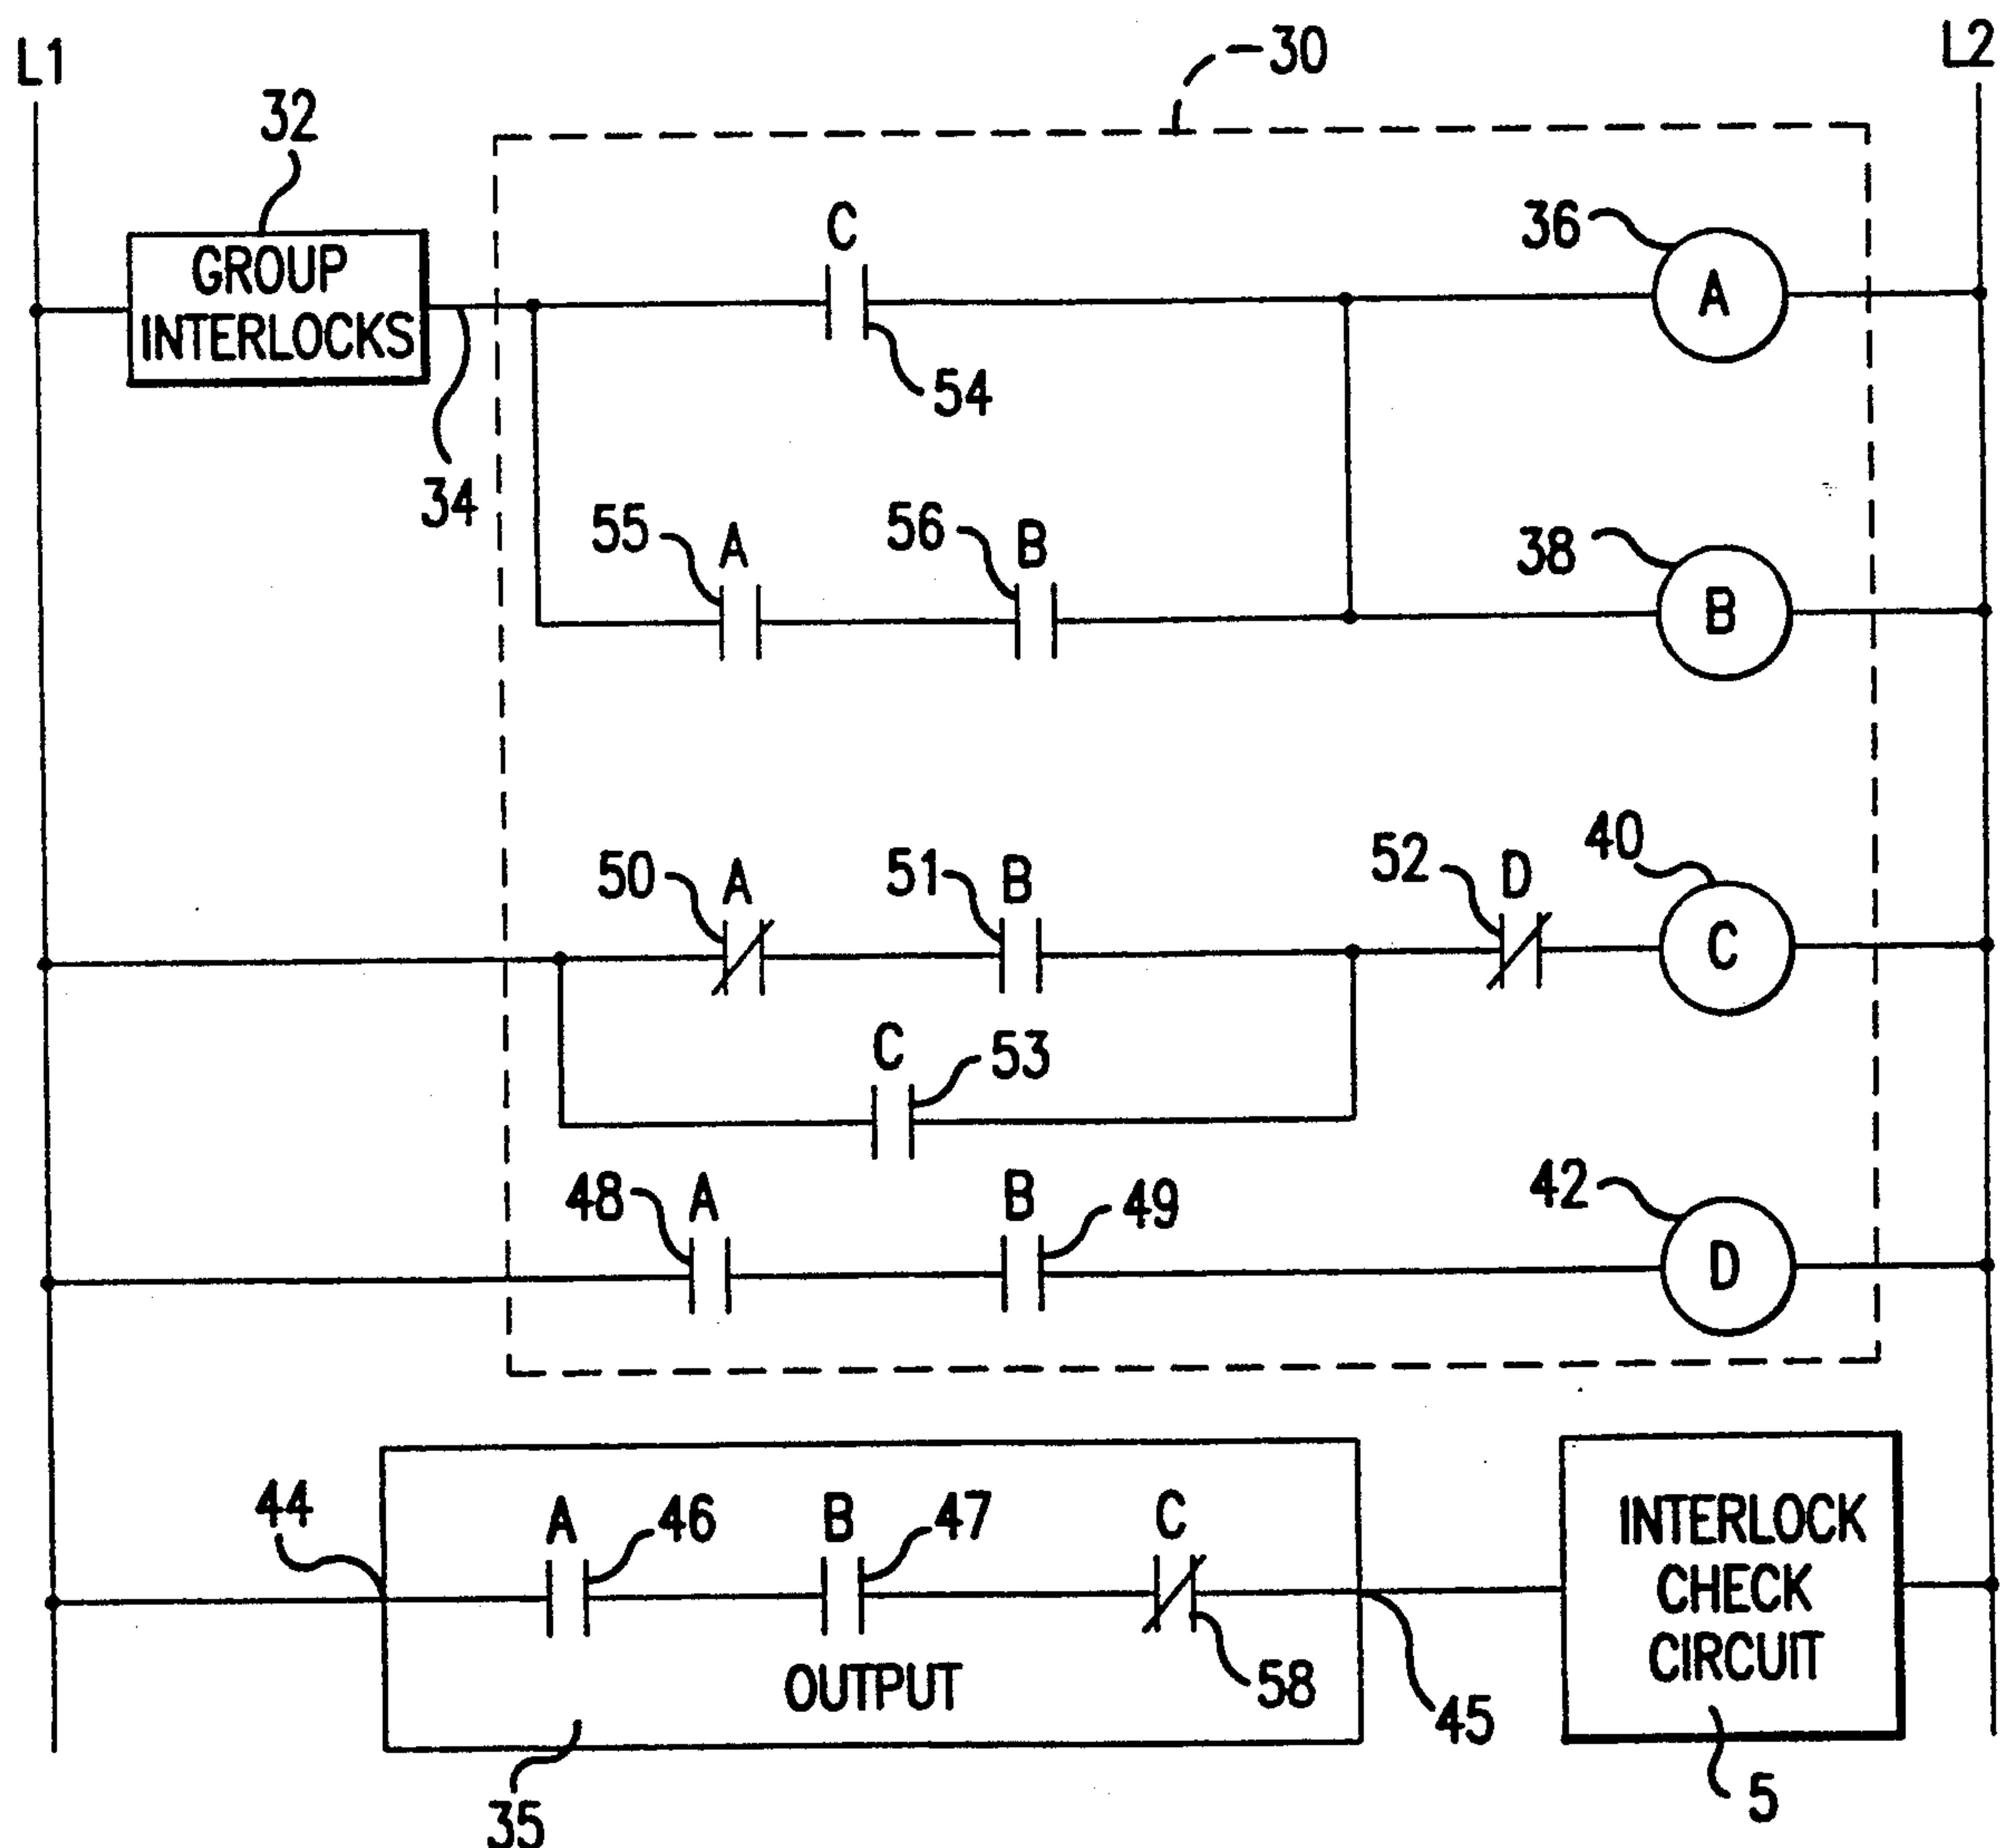 L1
30
L2
32
GROUP
INTERLOCKS
C
36
A
54
34
55
A
56
B
38
B
50
A
51
B
52
D
40
C
C
53
48
A
B
49
42
D
44
A
46
B
47
C
58
OUTPUT
45
INTERLOCK
CHECK
CIRCUIT
35
5